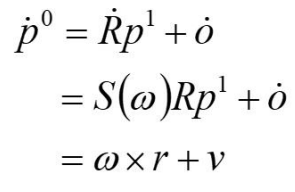 ṗ⁰ = Ṙp¹ + ȯ
= S(ω)Rp¹ + ȯ
= ω × r + v